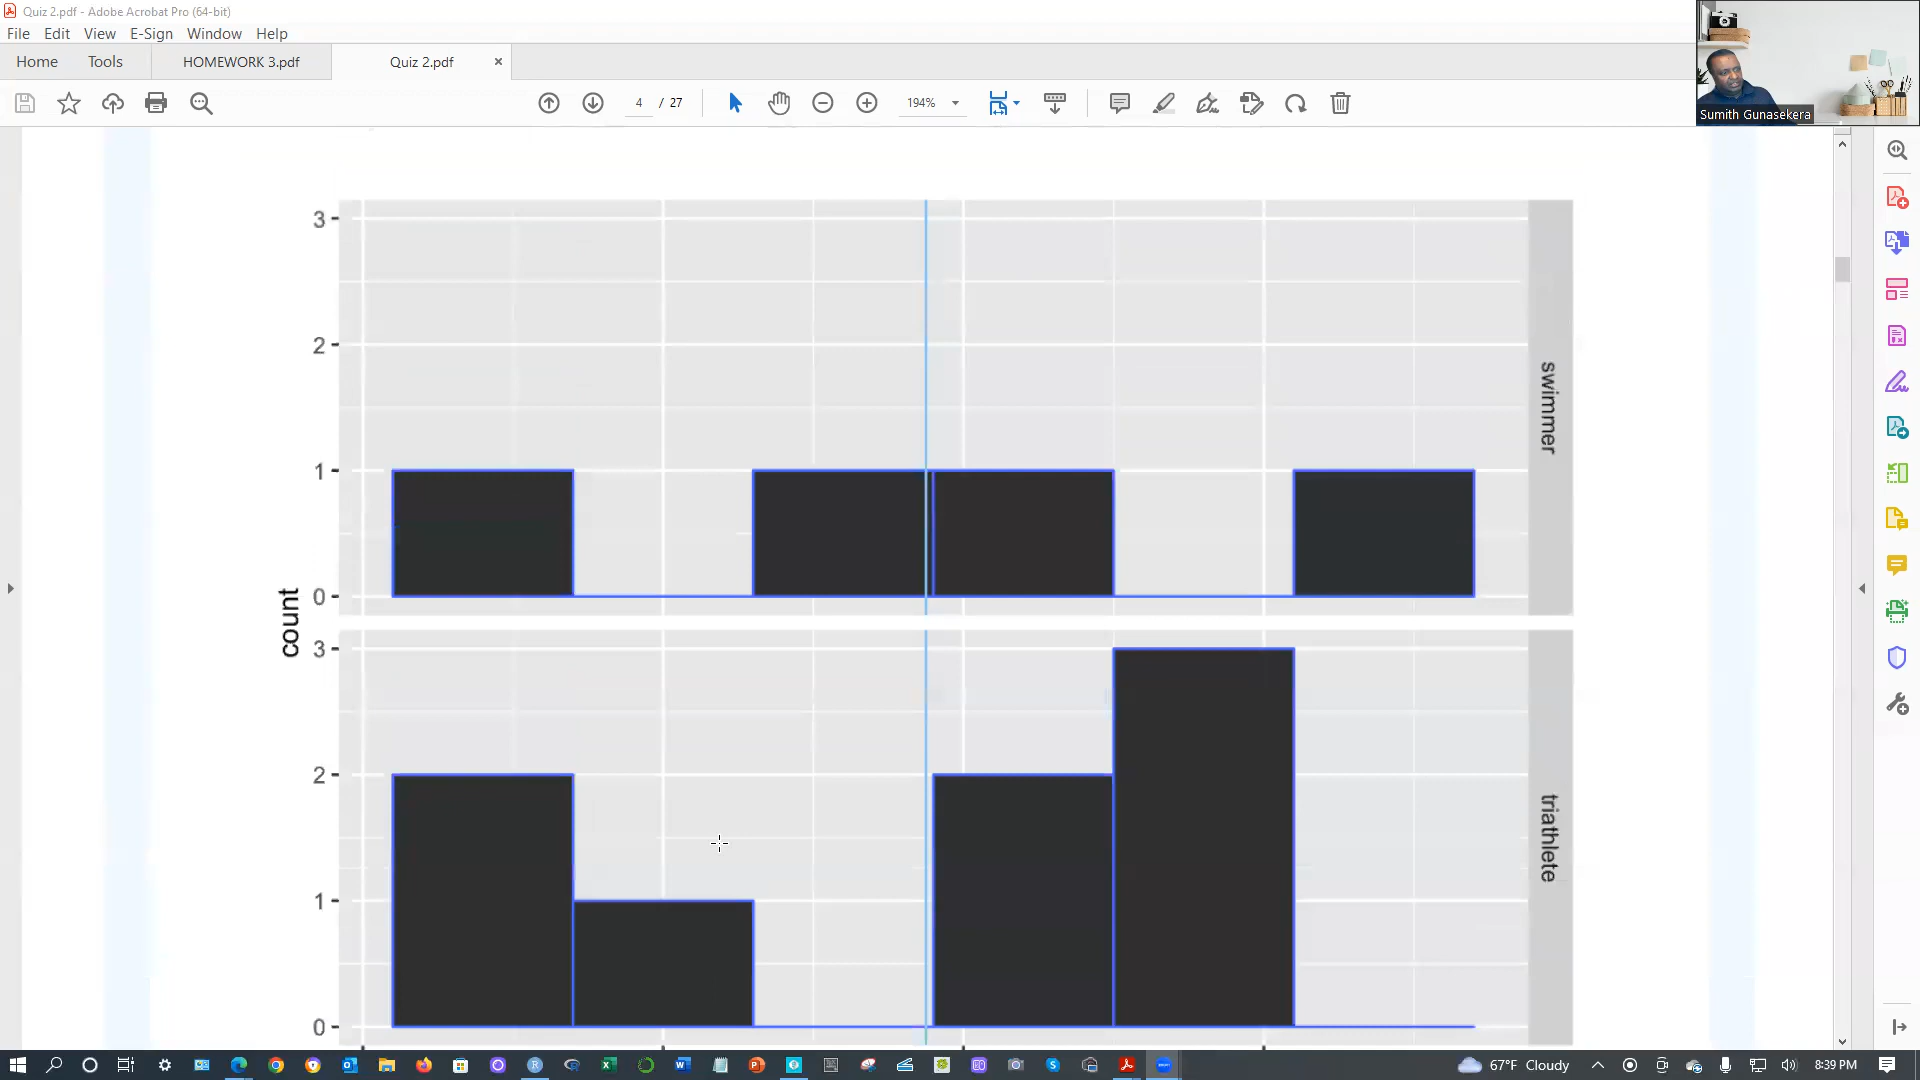 Quiz 2.pdf - Adobe Acrobat Pro (64-bit)
File Edit View E-Sign Window Help
Home Tools HOMEWORK 3.pdf Quiz 2.pdf ×
4 / 27 194%
Sumith Gunasekera
3
2
1
0
swimmer
count
3
2
1
0
triathlete
67°F Cloudy 8:39 PM